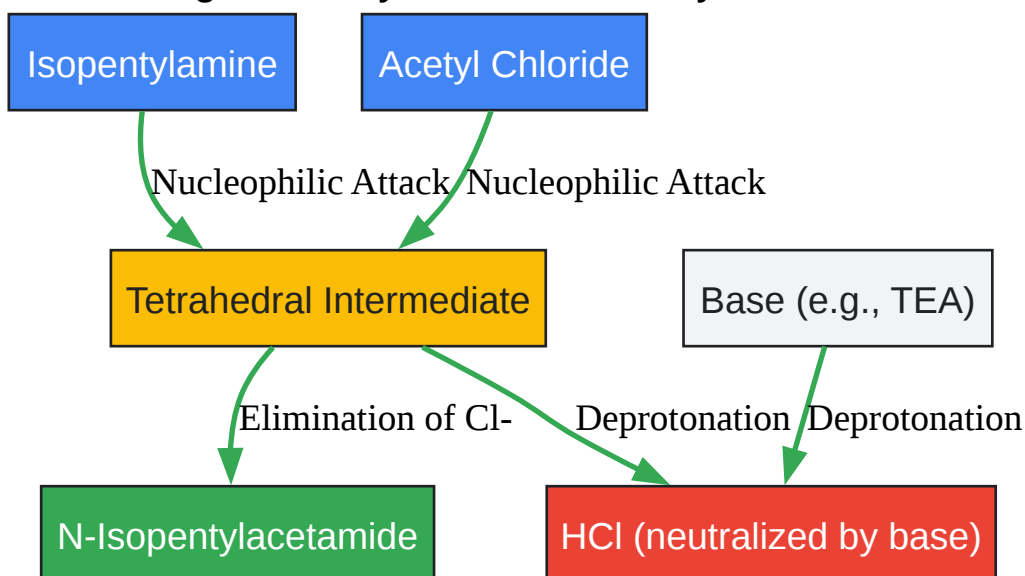 Isopentylamine
Acetyl Chloride
Nucleophilic Attack
Nucleophilic Attack
Tetrahedral Intermediate
Base (e.g., TEA)
Elimination of Cl-
Deprotonation
Deprotonation
N-Isopentylacetamide
HCl (neutralized by base)